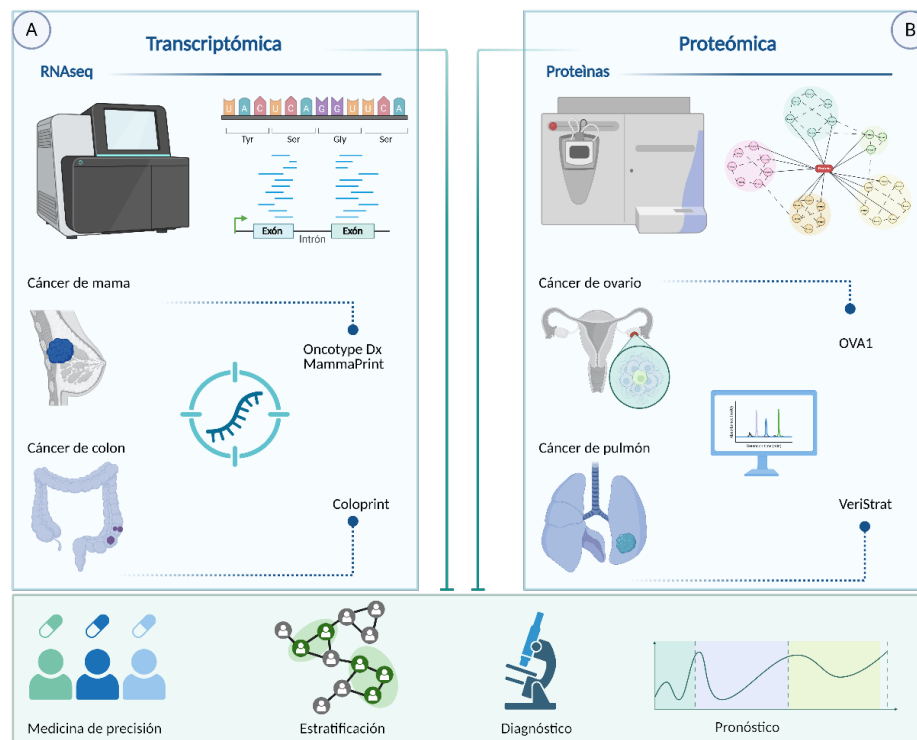 A
Transcriptómica
RNAseq
U A C U C A G G U U C A
Tyr Ser Gly Ser
Exón Intrón Exón
Cáncer de mama
Oncotype Dx
MammaPrint
Cáncer de colon
Coloprint
B
Proteómica
Proteìnas
Cáncer de ovario
OVA1
Cáncer de pulmón
VeriStrat
Medicina de precisión
Estratificación
Diagnóstico
Pronóstico